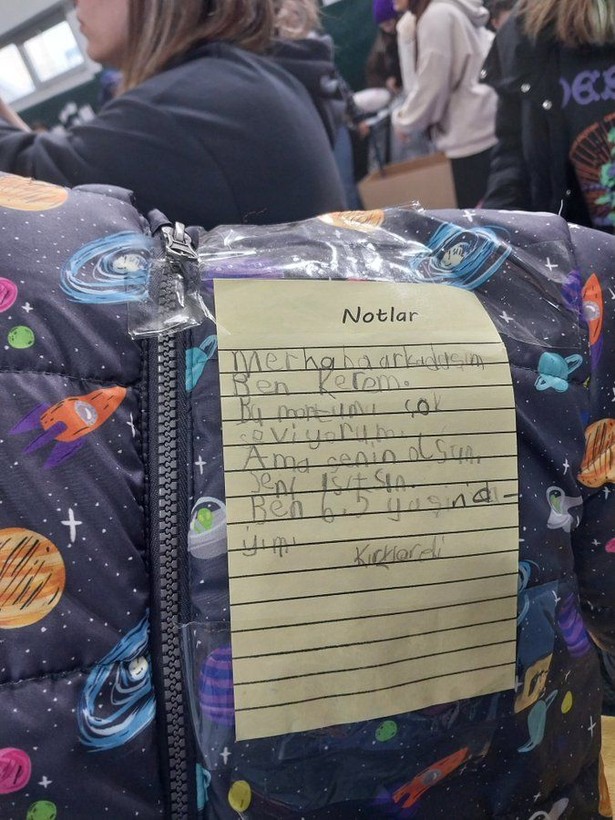 Notlar
Merhaba arkadaşım
Ben Kerem.
Bu montumu çok
seviyorum.
Ama senin olsun.
Seni ısıtsın.
Ben 6.5 yaşında-
yım.